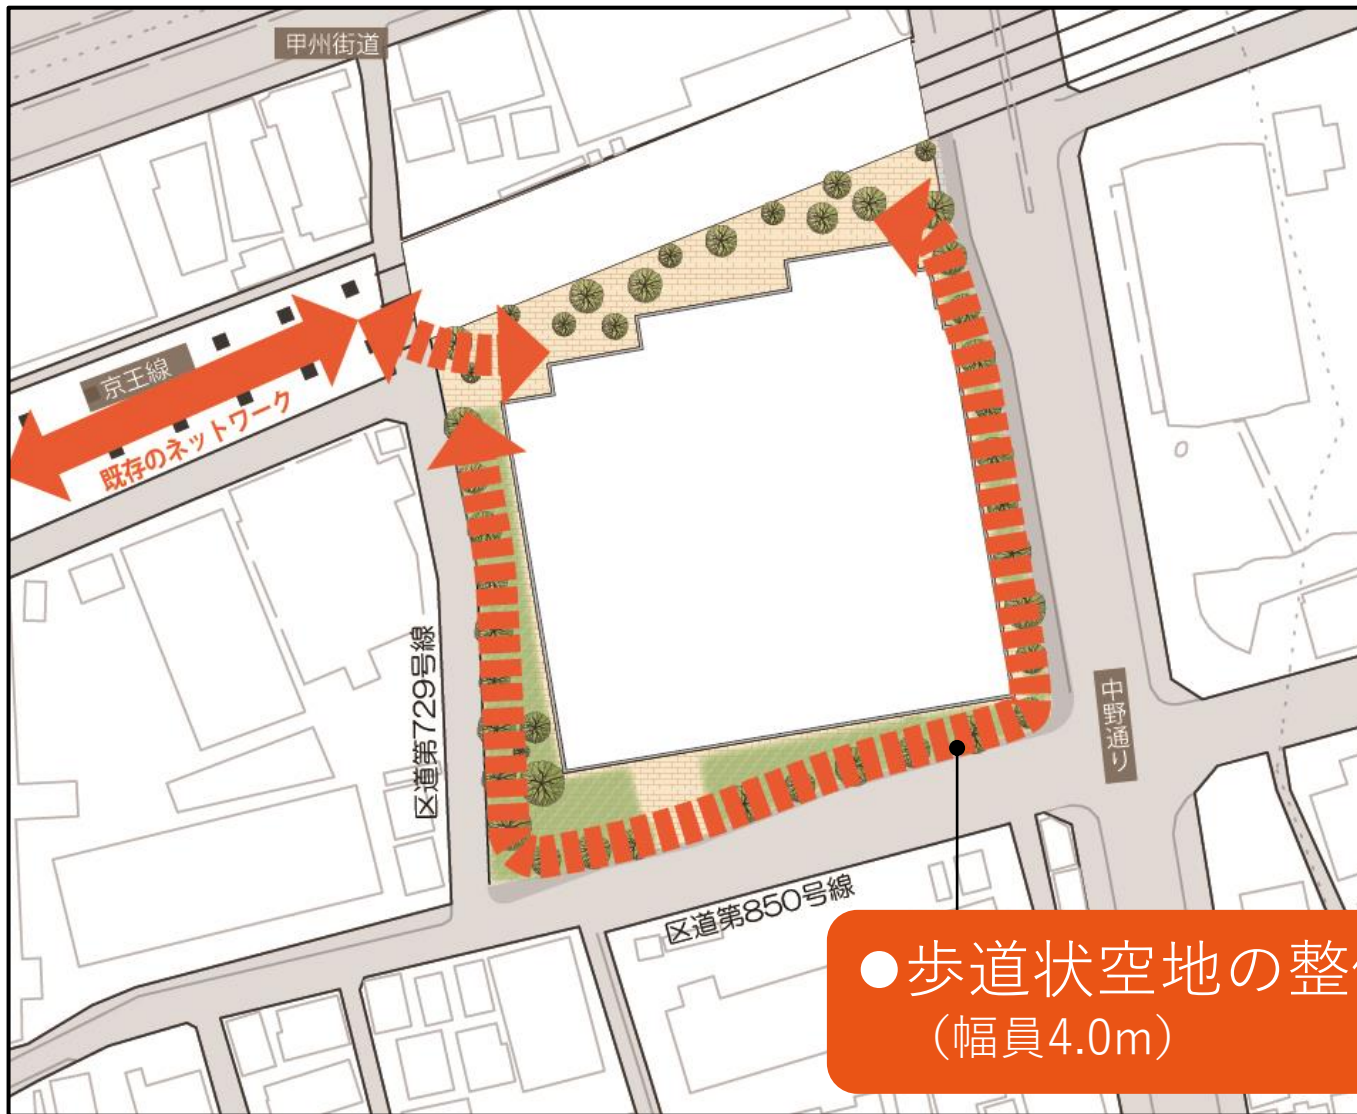 甲州街道
京王線
既存のネットワーク
区道第729号線
中野通り
区道第850号線
●歩道状空地の整
（幅員4.0m）